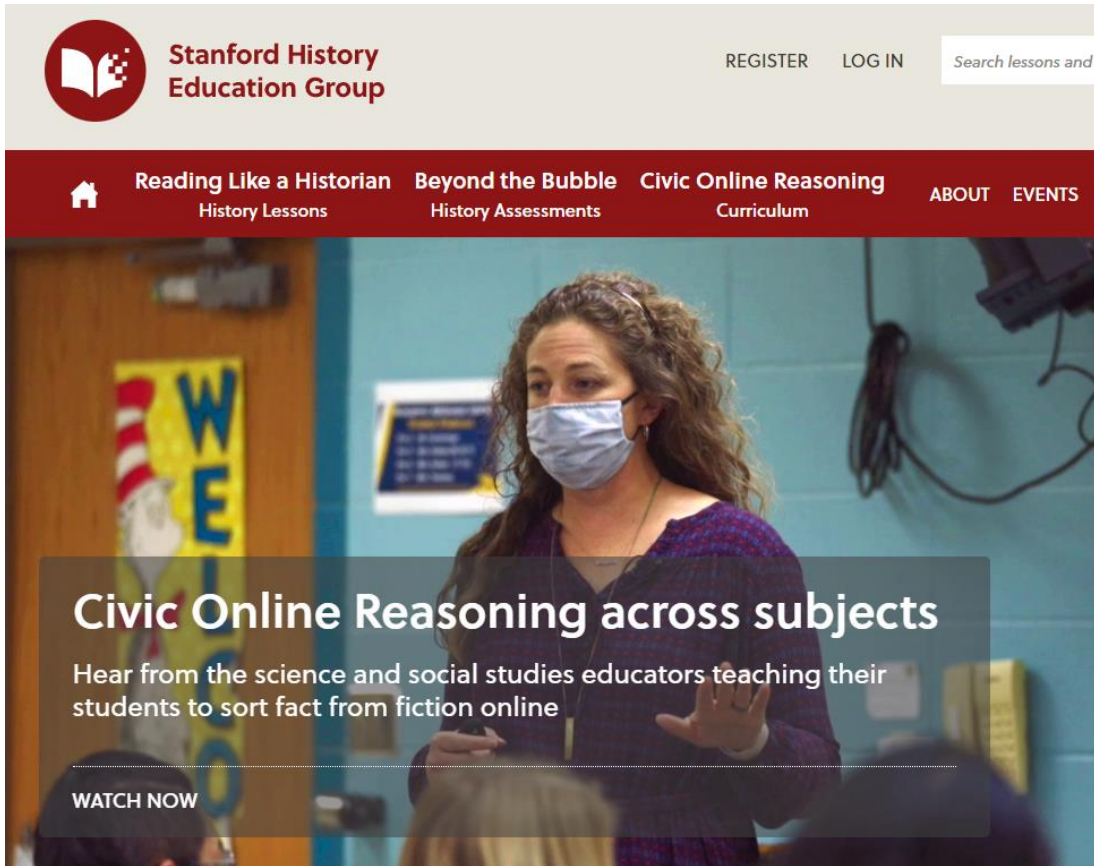 Stanford History
Education Group
REGISTER
LOG IN
Search lessons and
Reading Like a Historian
History Lessons
Beyond the Bubble
History Assessments
Civic Online Reasoning
Curriculum
ABOUT
EVENTS
WELCO
Civic Online Reasoning across subjects
Hear from the science and social studies educators teaching their
students to sort fact from fiction online
WATCH NOW